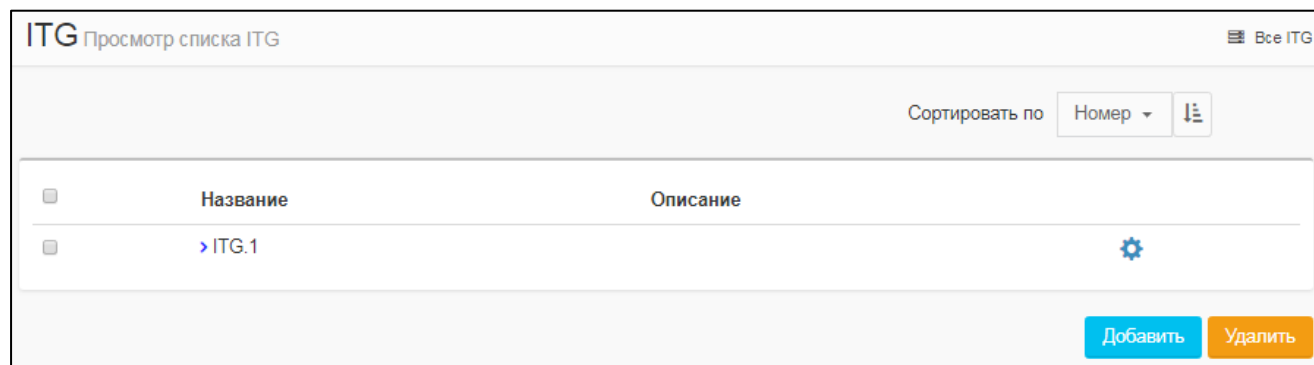 ITG Просмотр списка ITG
Все ITG
Сортировать по Номер
Название Описание
ITG.1
Добавить Удалить